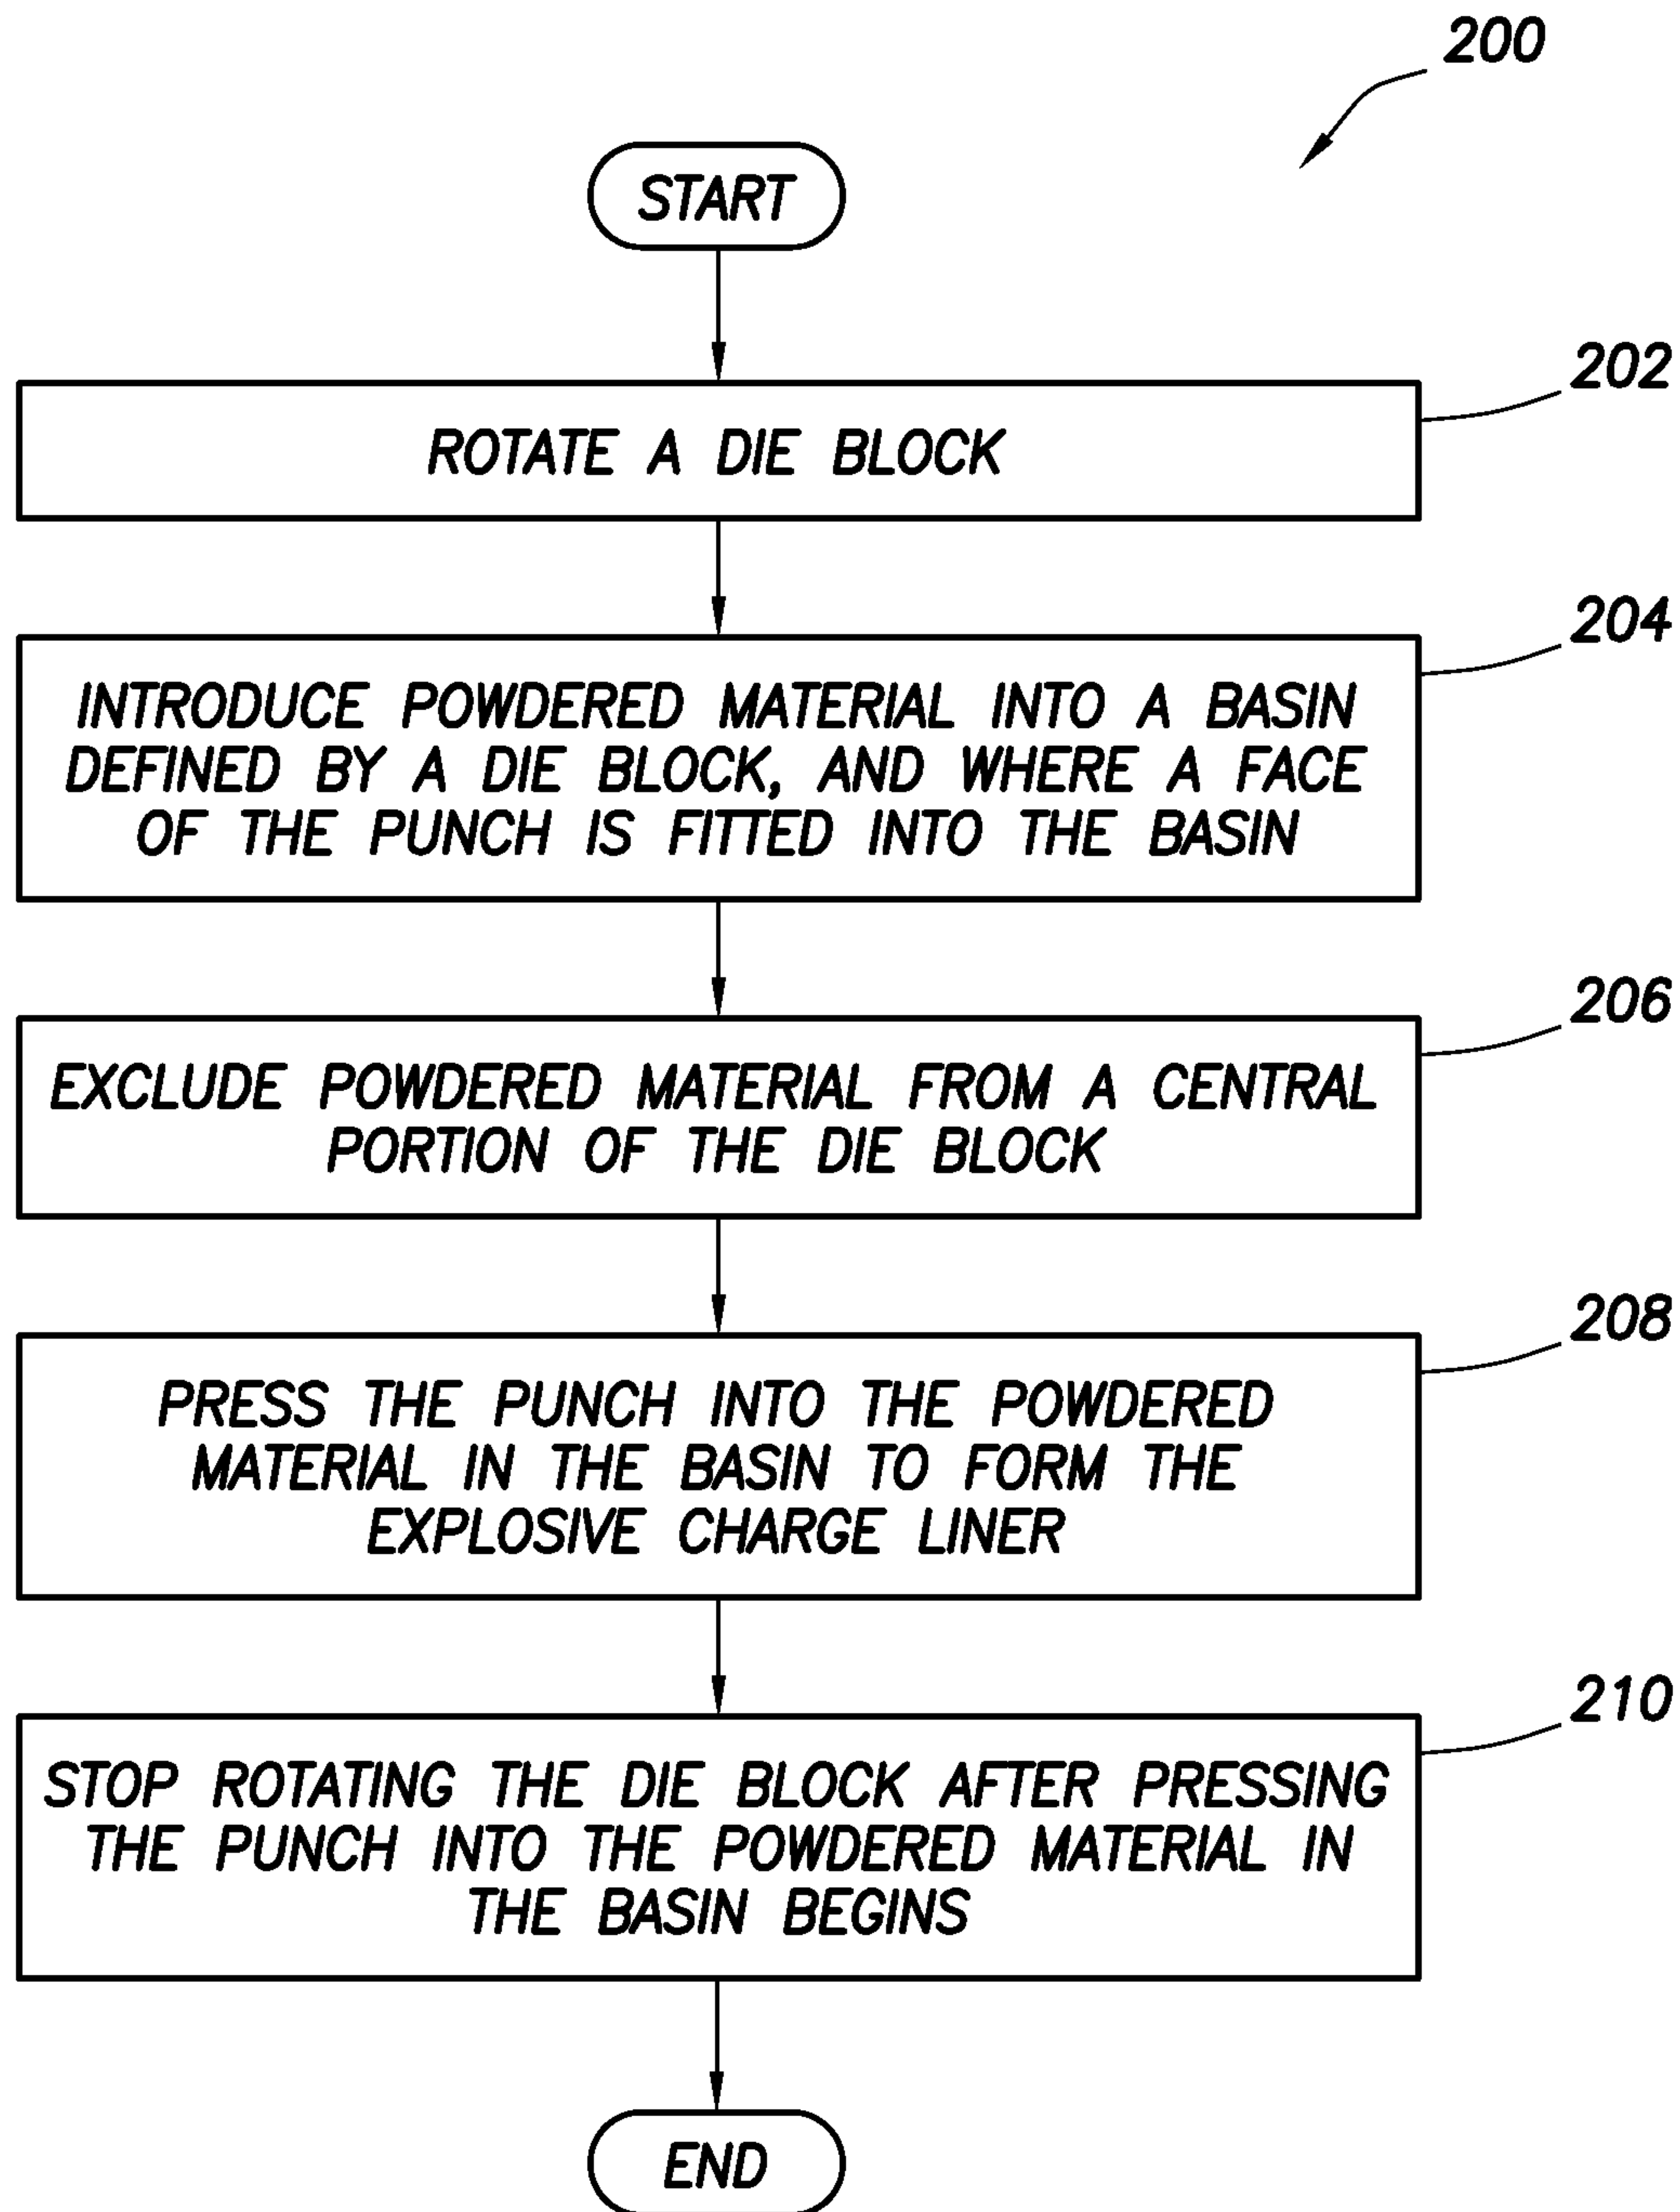 200
START
202
ROTATE A DIE BLOCK
204
INTRODUCE POWDERED MATERIAL INTO A BASIN
DEFINED BY A DIE BLOCK, AND WHERE A FACE
OF THE PUNCH IS FITTED INTO THE BASIN
206
EXCLUDE POWDERED MATERIAL FROM A CENTRAL
PORTION OF THE DIE BLOCK
208
PRESS THE PUNCH INTO THE POWDERED
MATERIAL IN THE BASIN TO FORM THE
EXPLOSIVE CHARGE LINER
210
STOP ROTATING THE DIE BLOCK AFTER PRESSING
THE PUNCH INTO THE POWDERED MATERIAL IN
THE BASIN BEGINS
END